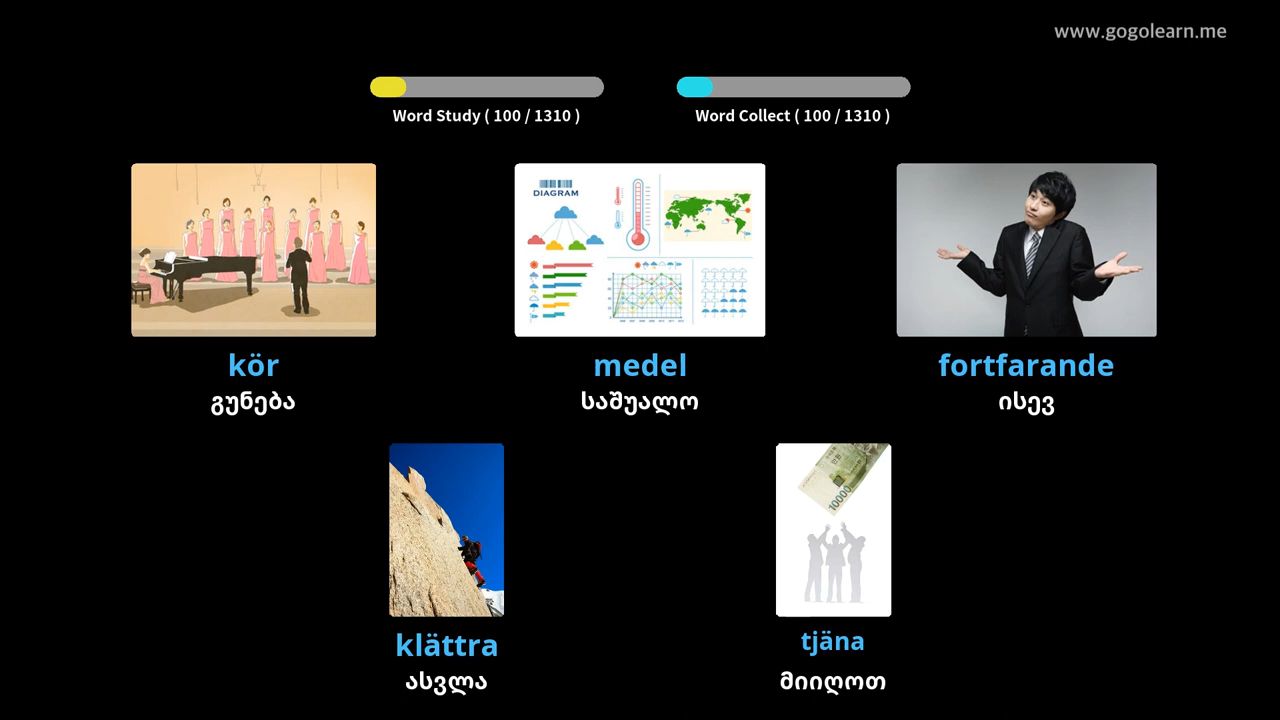 www.gogolearn.me
Word Study ( 100 / 1310 )
Word Collect ( 100 / 1310 )
DIAGRAM
kör
გუნება
medel
საშუალო
fortfarande
ისევ
10000
klättra
ასვლა
tjäna
მიიღოთ